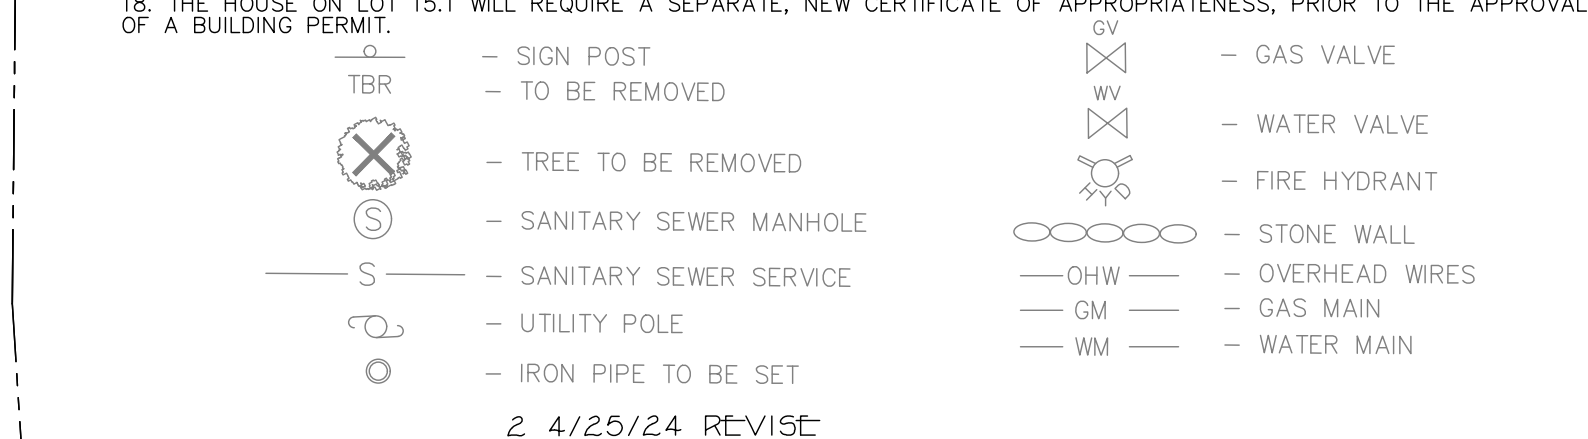 18. THE HOUSE ON LOT 15.1 WILL REQUIRE A SEPARATE, NEW CERTIFICATE OF APPROPRIATENESS, PRIOR TO THE APPROVAL
OF A BUILDING PERMIT.
- SIGN POST
TBR - TO BE REMOVED
- TREE TO BE REMOVED
S - SANITARY SEWER MANHOLE
S - SANITARY SEWER SERVICE
- UTILITY POLE
- IRON PIPE TO BE SET
GV
- GAS VALVE
WV
- WATER VALVE
HYD - FIRE HYDRANT
- STONE WALL
OHW - OVERHEAD WIRES
GM - GAS MAIN
WM - WATER MAIN
2 4/25/24 REVISE